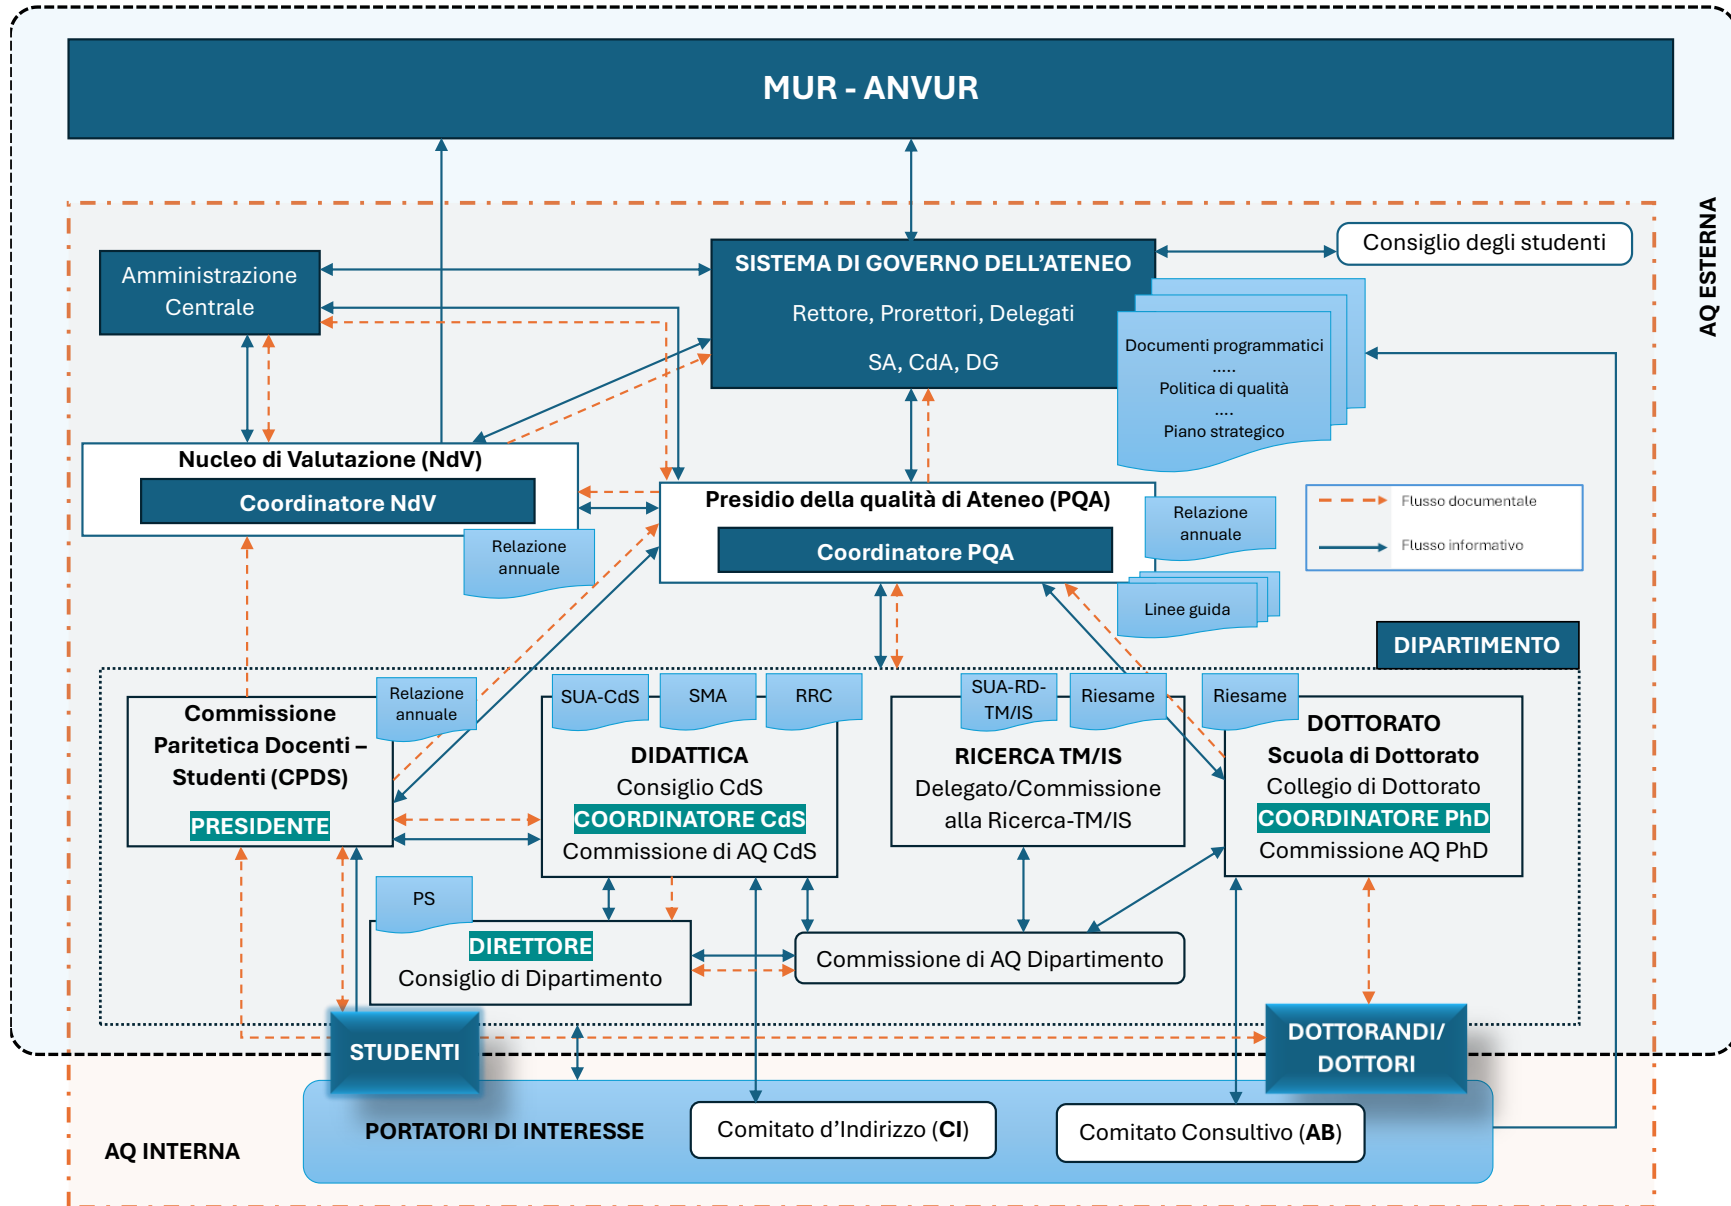 MUR - ANVUR
AQ ESTERNA
Consiglio degli studenti
Amministrazione
Centrale
SISTEMA DI GOVERNO DELL'ATENEO
Rettore, Prorettori, Delegati
SA, CdA, DG
Documenti programmatici
.....
Politica di qualità
....
Piano strategico
Nucleo di Valutazione (NdV)
Coordinatore NdV
Relazione
annuale
Presidio della qualità di Ateneo (PQA)
Coordinatore PQA
Relazione
annuale
Linee guida
Flusso documentale
Flusso informativo
DIPARTIMENTO
Commissione
Paritetica Docenti –
Studenti (CPDS)
PRESIDENTE
Relazione
annuale
SUA-CdS
SMA
RRC
DIDATTICA
Consiglio CdS
COORDINATORE CdS
Commissione di AQ CdS
SUA-RD-
TM/IS
Riesame
RICERCA TM/IS
Delegato/Commissione
alla Ricerca-TM/IS
Riesame
DOTTORATO
Scuola di Dottorato
Collegio di Dottorato
COORDINATORE PhD
Commissione AQ PhD
PS
DIRETTORE
Consiglio di Dipartimento
Commissione di AQ Dipartimento
STUDENTI
DOTTORANDI/
DOTTORI
AQ INTERNA
PORTATORI DI INTERESSE
Comitato d'Indirizzo (CI)
Comitato Consultivo (AB)